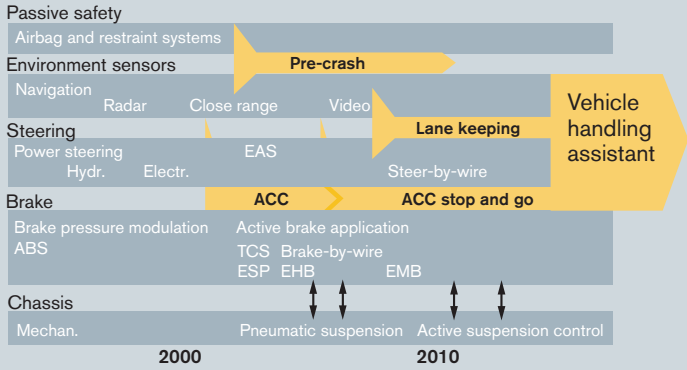 Passive safety
Airbag and restraint systems
Environment sensors
Pre-crash
Navigation
Radar Close range Video
Vehicle
handling
assistant
Lane keeping
Steering
Power steering EAS
Hydr. Electr. Steer-by-wire
ACC ACC stop and go
Brake
Brake pressure modulation Active brake application
ABS
TCS Brake-by-wire
ESP EHB EMB
Chassis
Mechan. Pneumatic suspension Active suspension control
2000 2010